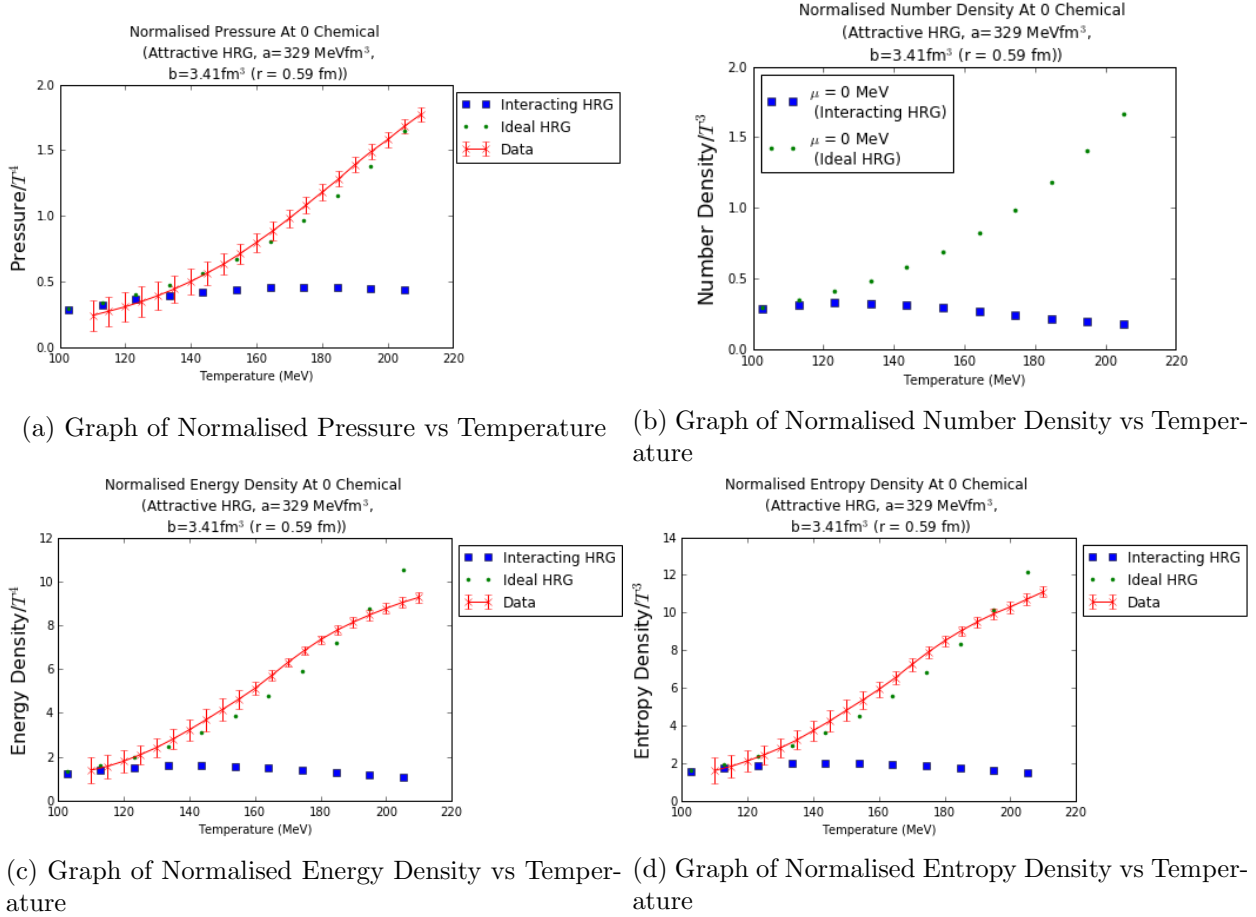 Normalised Pressure At 0 Chemical
(Attractive HRG, a=329 MeVfm³,
b=3.41fm³ (r = 0.59 fm))
Pressure/T⁴
2.0
1.5
1.0
0.5
0.0
100 120 140 160 180 200 220
Temperature (MeV)
Interacting HRG
Ideal HRG
Data
(a) Graph of Normalised Pressure vs Temperature
Normalised Number Density At 0 Chemical
(Attractive HRG, a=329 MeVfm³,
b=3.41fm³ (r = 0.59 fm))
Number Density/T³
2.0
1.5
1.0
0.5
0.0
100 120 140 160 180 200 220
Temperature (MeV)
μ = 0 MeV
(Interacting HRG)
μ = 0 MeV
(Ideal HRG)
(b) Graph of Normalised Number Density vs Temper-
ature
Normalised Energy Density At 0 Chemical
(Attractive HRG, a=329 MeVfm³,
b=3.41fm³ (r = 0.59 fm))
Energy Density/T⁴
12
10
8
6
4
2
0
100 120 140 160 180 200 220
Temperature (MeV)
Interacting HRG
Ideal HRG
Data
(c) Graph of Normalised Energy Density vs Temper-
ature
Normalised Entropy Density At 0 Chemical
(Attractive HRG, a=329 MeVfm³,
b=3.41fm³ (r = 0.59 fm))
Entropy Density/T³
14
12
10
8
6
4
2
0
100 120 140 160 180 200 220
Temperature (MeV)
Interacting HRG
Ideal HRG
Data
(d) Graph of Normalised Entropy Density vs Temper-
ature